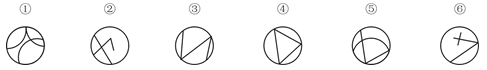 ① ② ③ ④ ⑤ ⑥